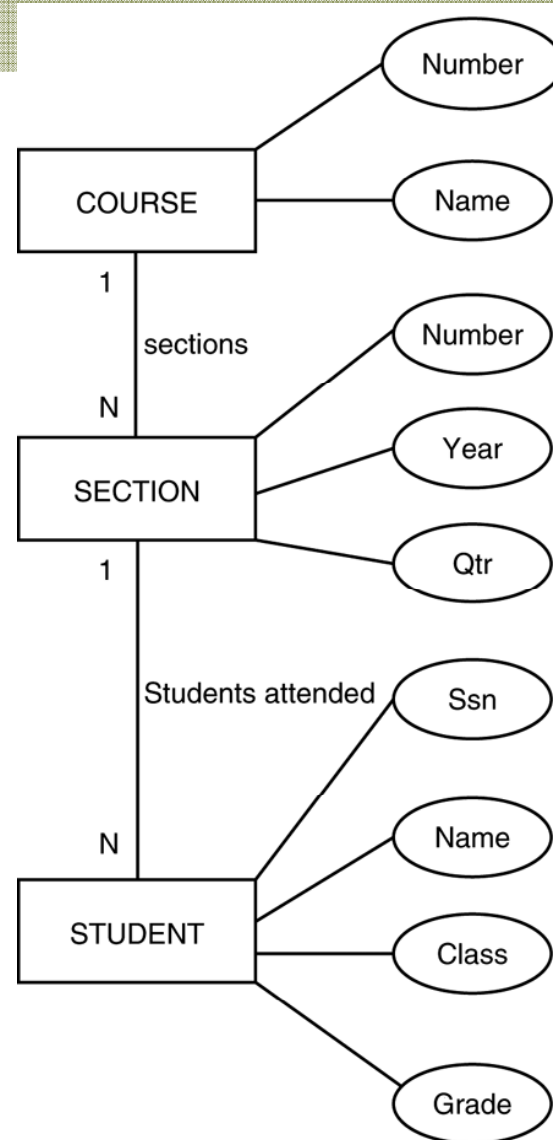 Number
COURSE
Name
1
sections
Number
N
Year
SECTION
Qtr
1
Students attended
Ssn
Name
N
STUDENT
Class
Grade